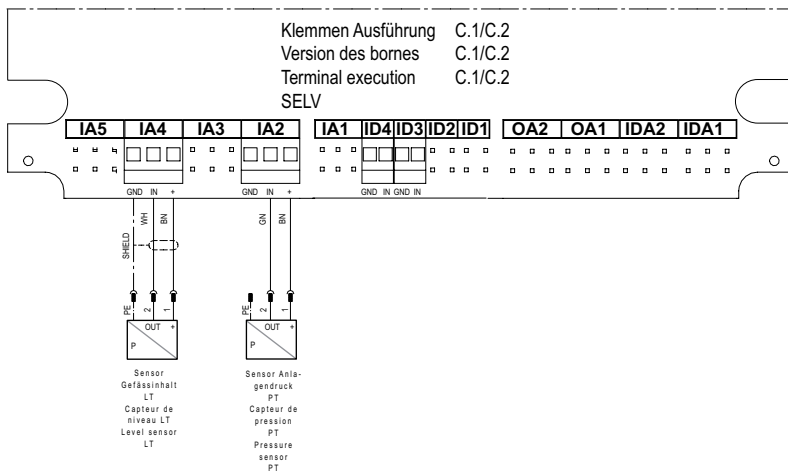 Klemmen Ausführung C.1/C.2
Version des bornes C.1/C.2
Terminal execution C.1/C.2
SELV
IA5 IA4 IA3 IA2 IA1 ID4 ID3 ID2 ID1 OA2 OA1 IDA2 IDA1
GND IN + GND IN + GND IN GND IN
SHIELD WH BN GN BN
PE 2 1 PE 2 1
OUT + OUT +
P P
Sensor
Gefässinhalt
LT
Capteur de
niveau LT
Level sensor
LT
Sensor Anla-
gendruck
PT
Capteur de
pression
PT
Pressure
sensor
PT